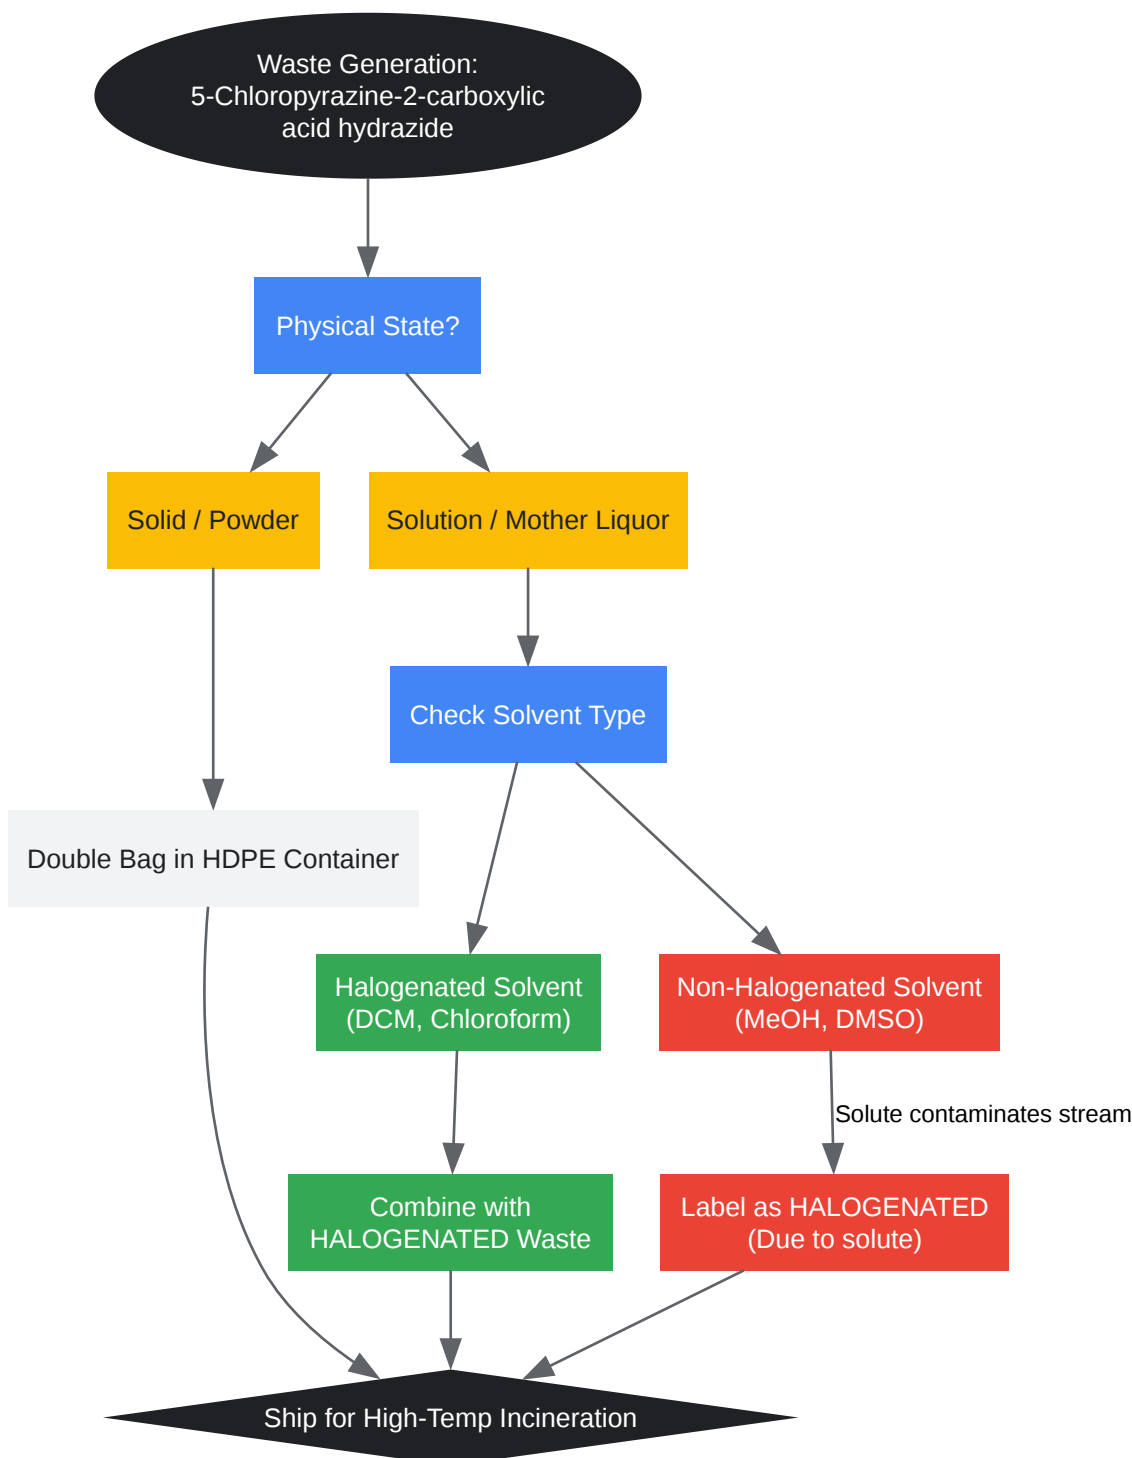 Waste Generation:
5-Chloropyrazine-2-carboxylic
acid hydrazide
Physical State?
Solid / Powder
Solution / Mother Liquor
Check Solvent Type
Double Bag in HDPE Container
Halogenated Solvent
(DCM, Chloroform)
Non-Halogenated Solvent
(MeOH, DMSO)
Solute contaminates stream
Combine with
HALOGENATED Waste
Label as HALOGENATED
(Due to solute)
Ship for High-Temp Incineration